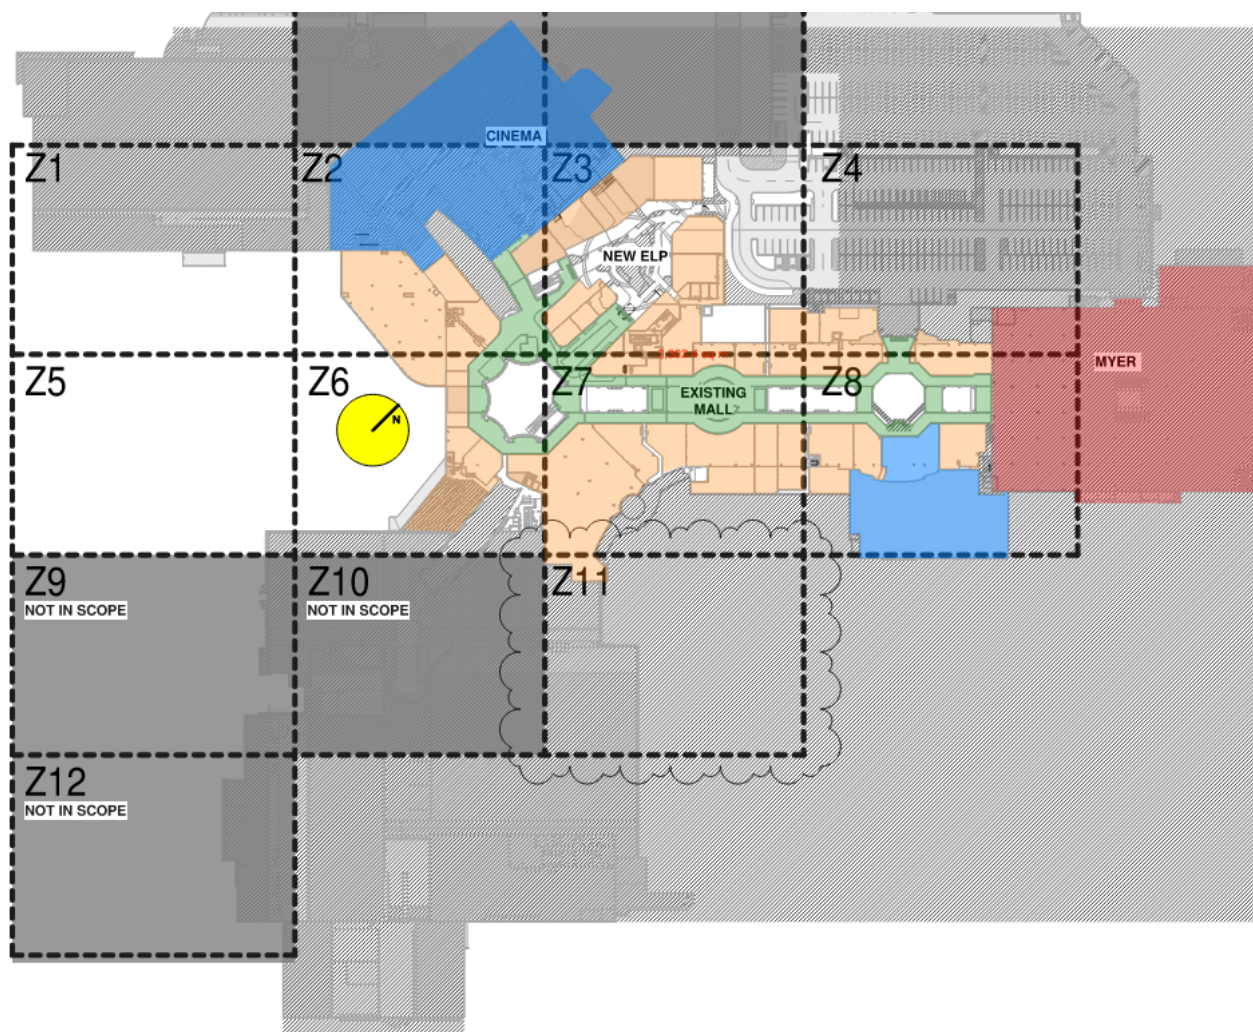 CINEMA
Z1
Z2
Z3
Z4
NEW ELP
MYER
Z5
Z6
Z7
Z8
EXISTING
MALL
N
Z9
NOT IN SCOPE
Z10
NOT IN SCOPE
Z11
Z12
NOT IN SCOPE